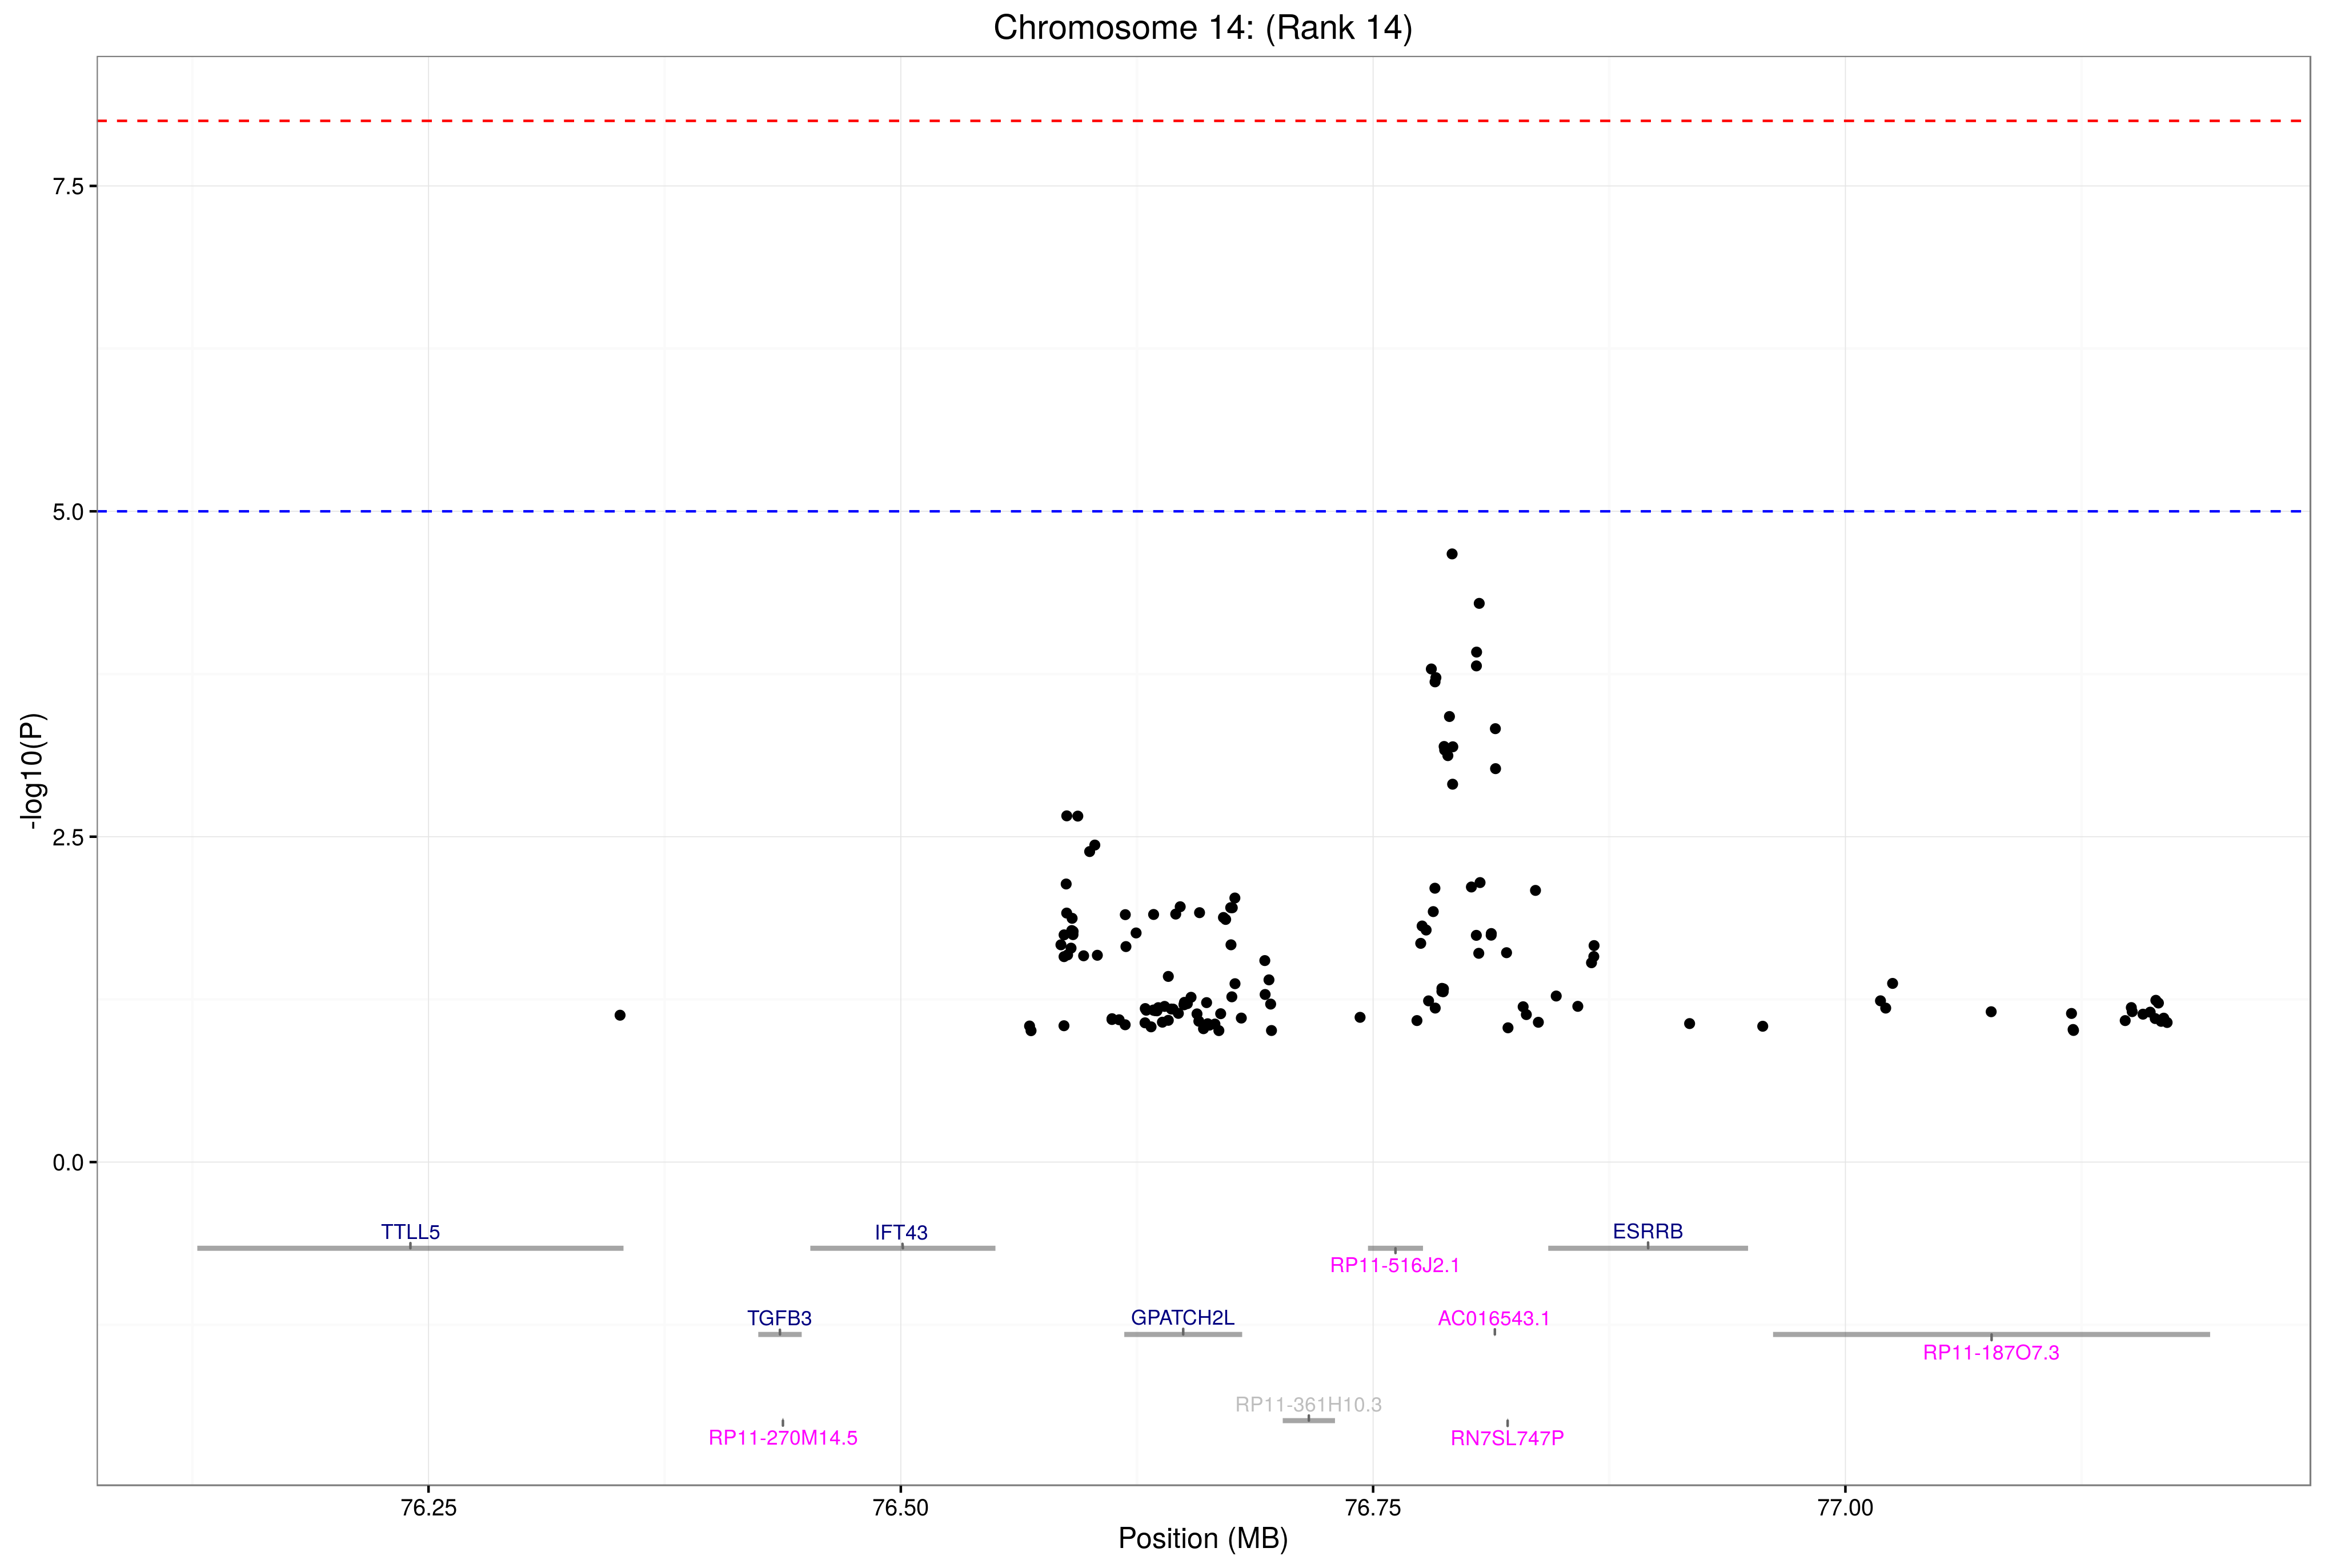 Chromosome 14: (Rank 14)
-log10(P)
7.5
5.0
2.5
0.0
TTLL5
IFT43
ESRRB
RP11-516J2.1
TGFB3
GPATCH2L
AC016543.1
RP11-187O7.3
RP11-361H10.3
RP11-270M14.5
RN7SL747P
76.25
76.50
76.75
77.00
Position (MB)